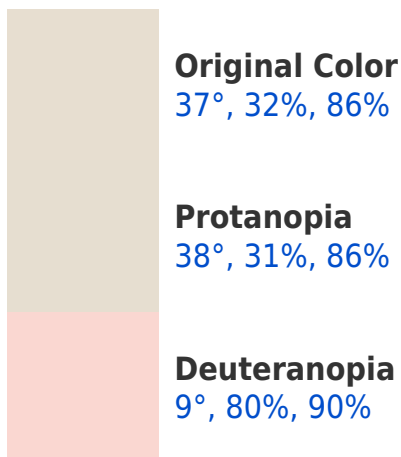 Original Color
37°, 32%, 86%
Protanopia
38°, 31%, 86%
Deuteranopia
9°, 80%, 90%